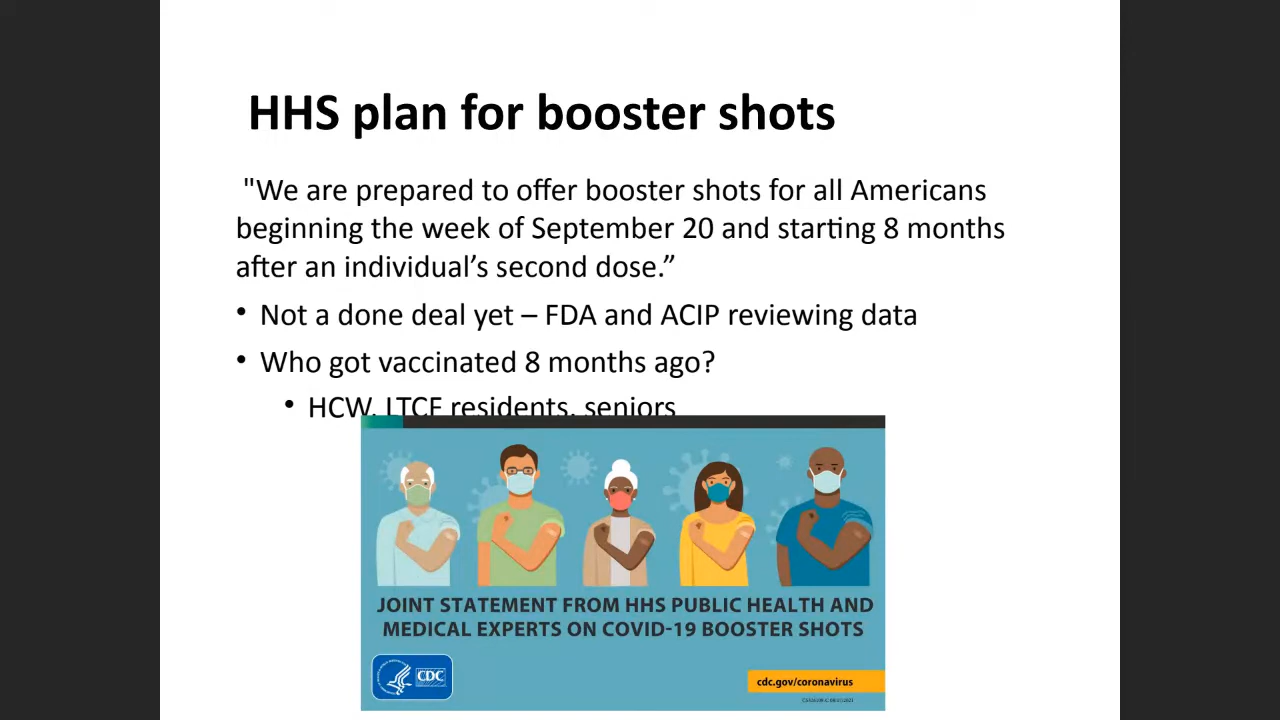 HHS plan for booster shots
"We are prepared to offer booster shots for all Americans
beginning the week of September 20 and starting 8 months
after an individual’s second dose.”
• Not a done deal yet – FDA and ACIP reviewing data
• Who got vaccinated 8 months ago?
• HCW, LTCF residents, seniors
JOINT STATEMENT FROM HHS PUBLIC HEALTH AND
MEDICAL EXPERTS ON COVID-19 BOOSTER SHOTS
CDC
cdc.gov/coronavirus